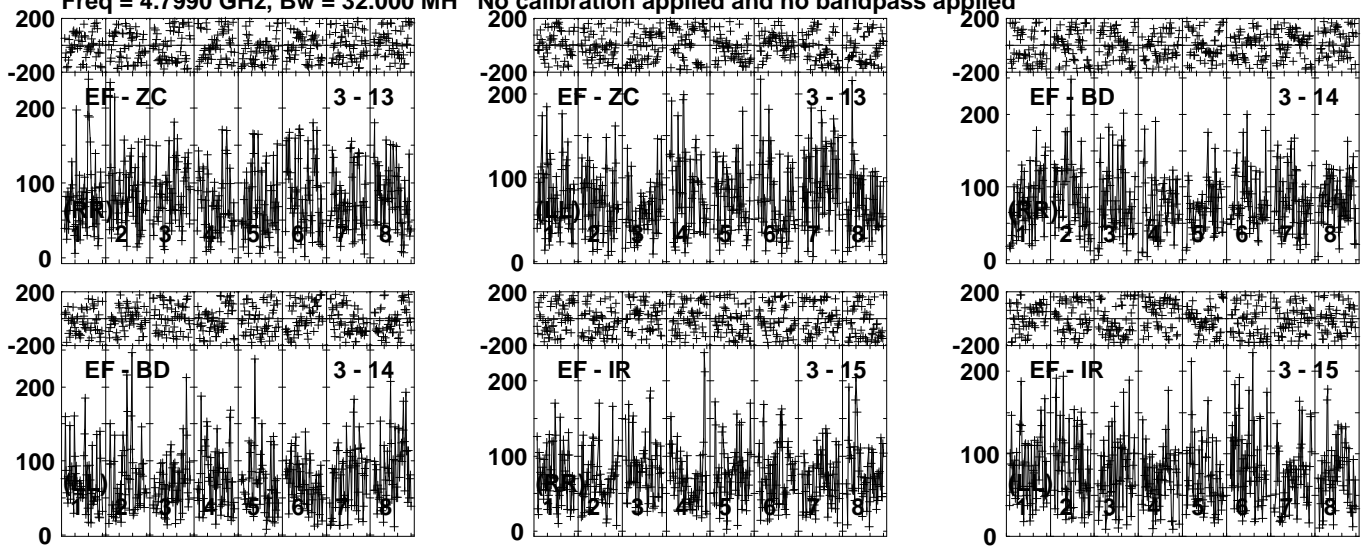 Freq = 4.7990 GHz, Bw = 32.000 MH No calibration applied and no bandpass applied
200
-200
EF - ZC 3 - 13
200
100
(RR)
1 2 3 4 5 6 7 8
0
200
-200
EF - ZC 3 - 13
200
100
(LL)
1 2 3 4 5 6 7 8
0
200
-200
EF - BD 3 - 14
200
100
(RR)
1 2 3 4 5 6 7 8
0
200
-200
EF - BD 3 - 14
200
100
(LL)
1 2 3 4 5 6 7 8
0
200
-200
EF - IR 3 - 15
200
100
(RR)
1 2 3 4 5 6 7 8
0
200
-200
EF - IR 3 - 15
200
100
(LL)
1 2 3 4 5 6 7 8
0